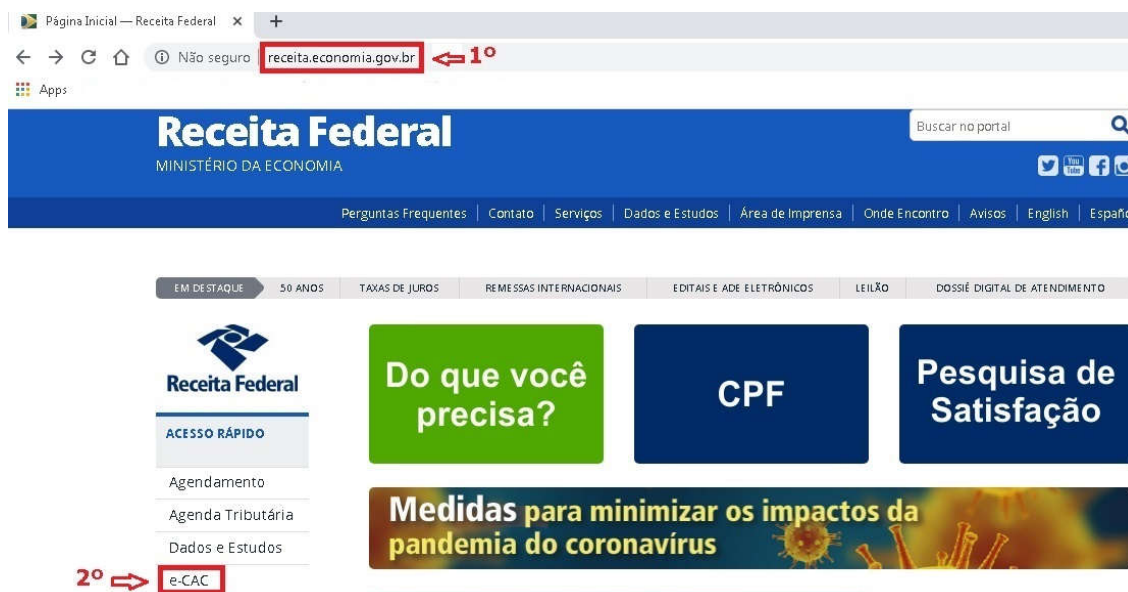 Página Inicial — Receita Federal
Não seguro receita.economia.gov.br 1º
Apps
Receita Federal
MINISTÉRIO DA ECONOMIA
Buscar no portal
You Tube
Perguntas Frequentes Contato Serviços Dados e Estudos Área de Imprensa Onde Encontro Avisos English
EM DESTAQUE 50 ANOS TAXAS DE JUROS REMESSAS INTERNACIONAIS EDITAIS E ADE ELETRÔNICOS LEILÃO DOSSIÊ DIGITAL DE ATENDIMENTO
Receita Federal
ACESSO RÁPIDO
Agendamento
Agenda Tributária
Dados e Estudos
2º e-CAC
Do que você
precisa?
CPF
Pesquisa de
Satisfação
Medidas para minimizar os impactos da
pandemia do coronavírus